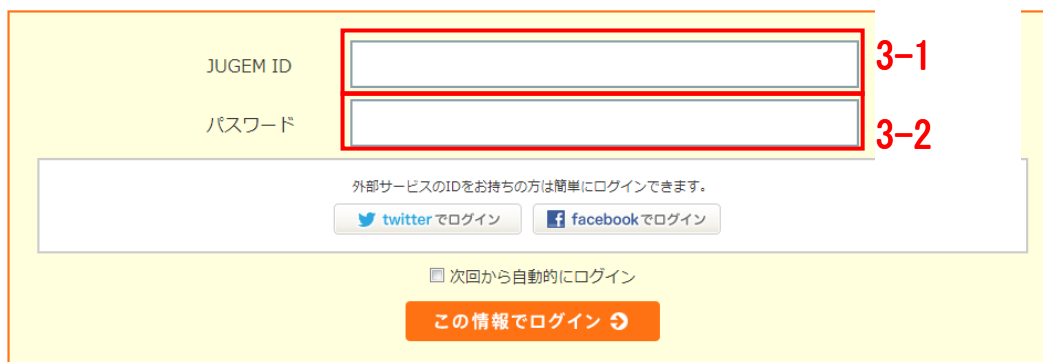 JUGEM ID
3-1
パスワード
3-2
外部サービスのIDをお持ちの方は簡単にログインできます。
twitterでログイン facebookでログイン
次回から自動的にログイン
この情報でログイン